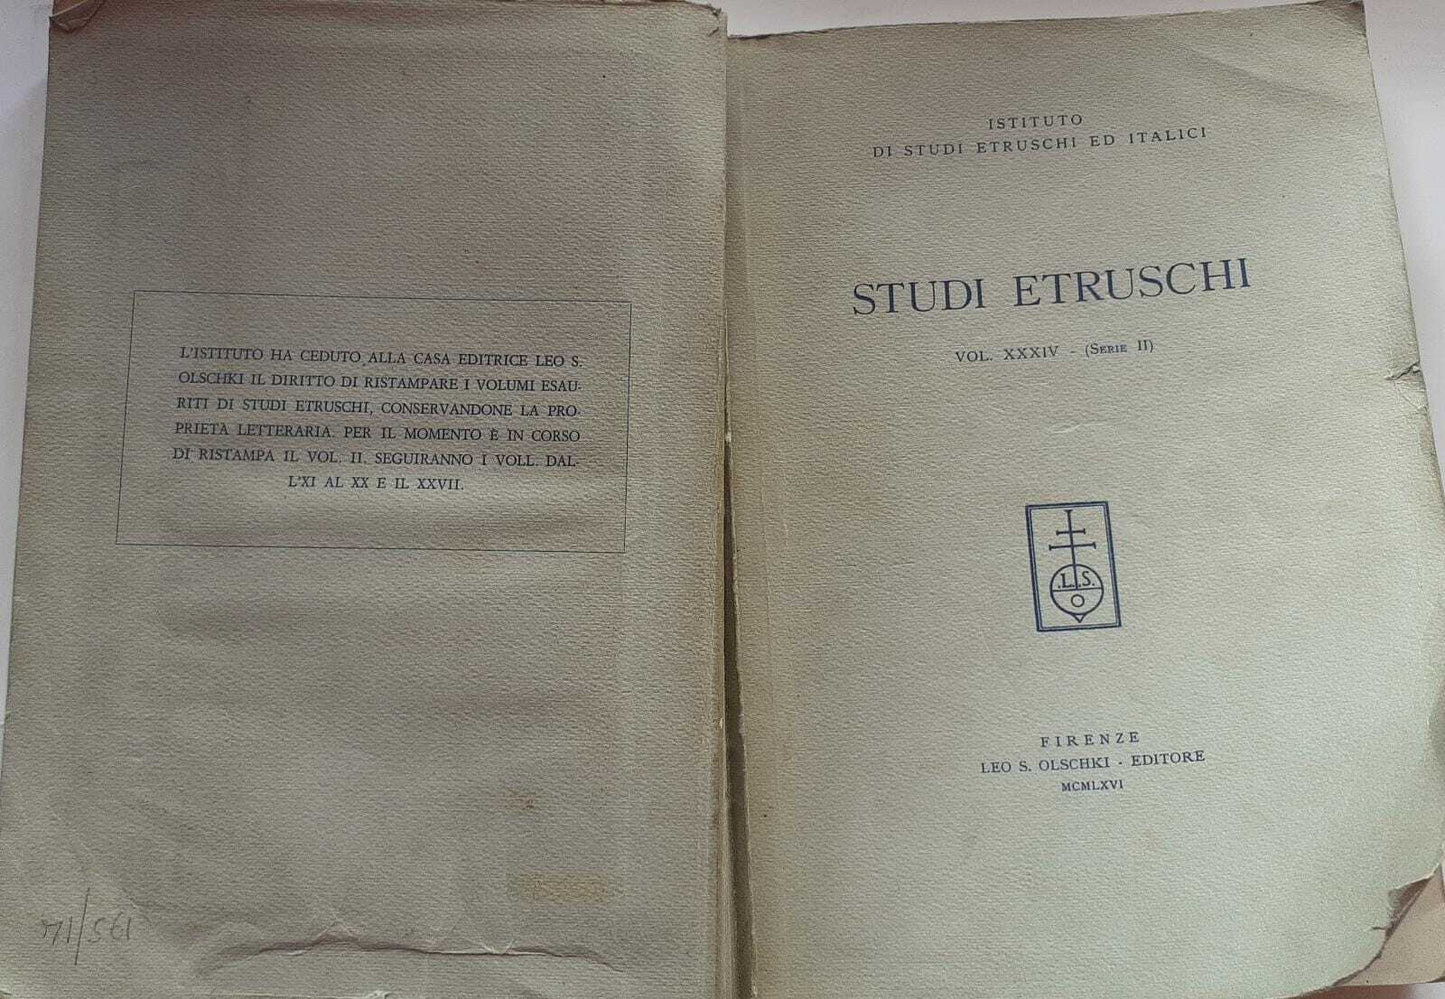 L'ISTITUTO HA CEDUTO ALLA CASA EDITRICE LEO S.
OLSCHKI IL DIRITTO DI RISTAMPARE I VOLUMI ESAU-
RITI DI STUDI ETRUSCHI, CONSERVANDONE LA PRO-
PRIETÀ LETTERARIA. PER IL MOMENTO È IN CORSO
DI RISTAMPA IL VOL. II. SEGUIRANNO I VOLL. DAL-
L'XI AL XX E IL XXVII.
71/561
ISTITUTO
DI STUDI ETRUSCHI ED ITALICI
STUDI ETRUSCHI
VOL. XXXIV - (SERIE II)
.L.S.
O
FIRENZE
LEO S. OLSCHKI - EDITORE
MCMLXVI